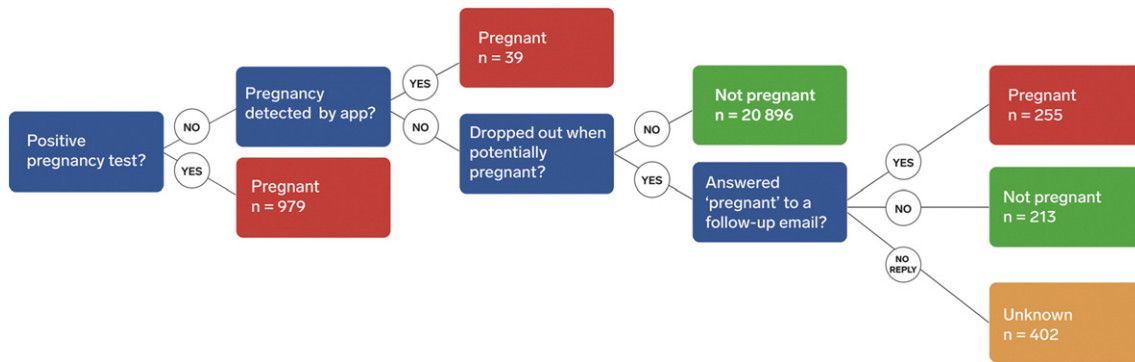 Positive
pregnancy test?
NO
YES
Pregnancy
detected by app?
Pregnant
n = 979
YES
NO
Pregnant
n = 39
Dropped out when
potentially
pregnant?
NO
YES
Not pregnant
n = 20 896
Answered
‘pregnant’ to a
follow-up email?
YES
NO
NO
REPLY
Pregnant
n = 255
Not pregnant
n = 213
Unknown
n = 402